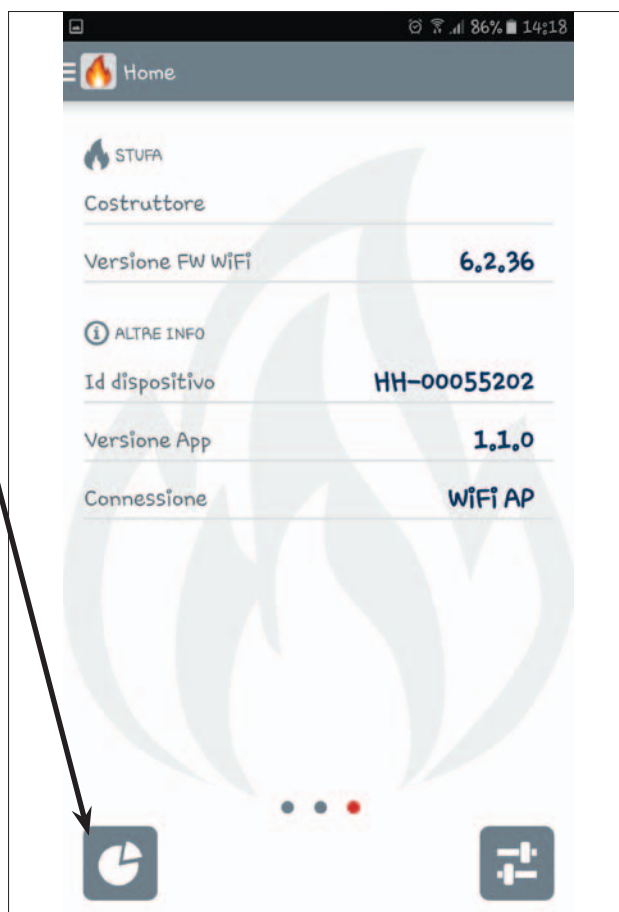 86% 14:18
Home
STUFA
Costruttore
Versione FW WiFi 6.2.36
ALTRE INFO
Id dispositivo HH-00055202
Versione App 1.1.0
Connessione WiFi AP